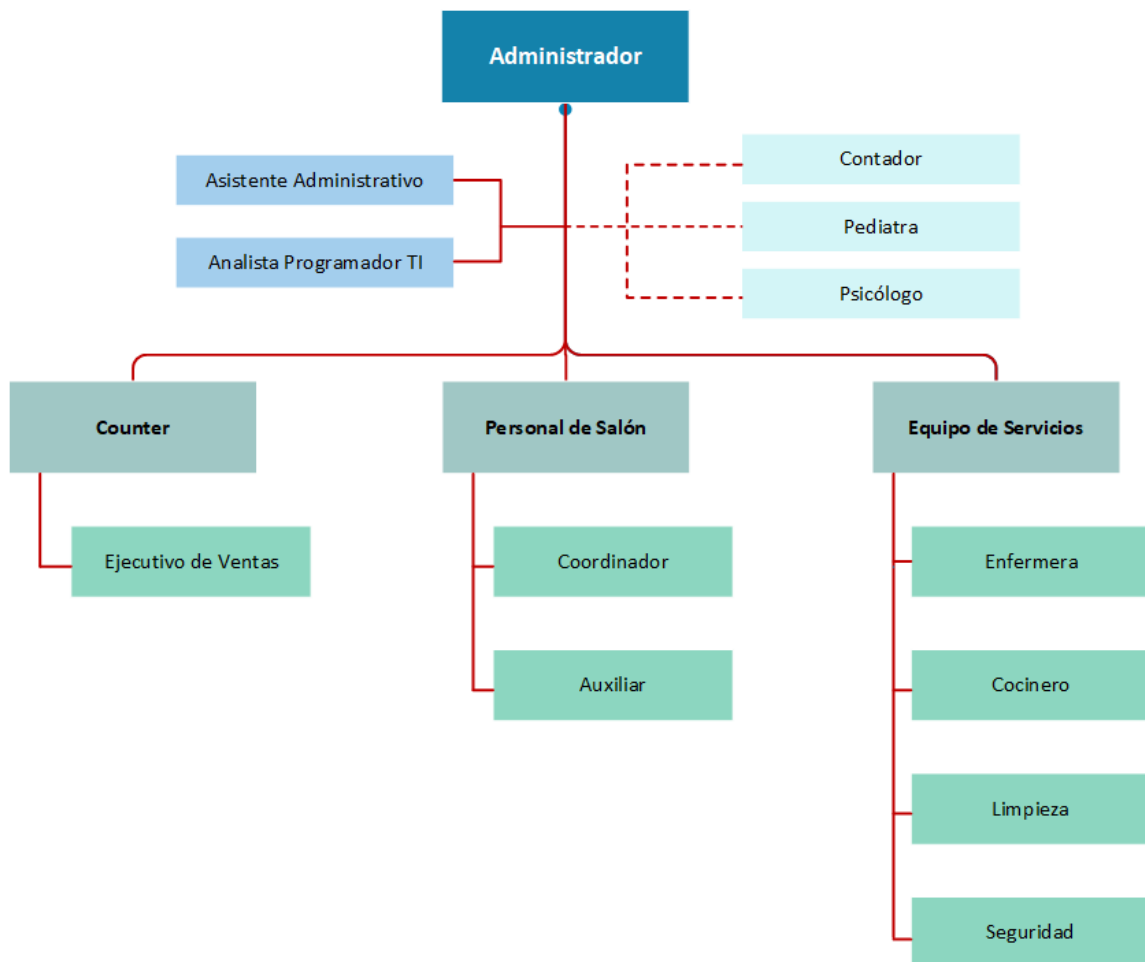 Administrador
Asistente Administrativo
Analista Programador TI
Contador
Pediatra
Psicólogo
Counter
Personal de Salón
Equipo de Servicios
Ejecutivo de Ventas
Coordinador
Auxiliar
Enfermera
Cocinero
Limpieza
Seguridad